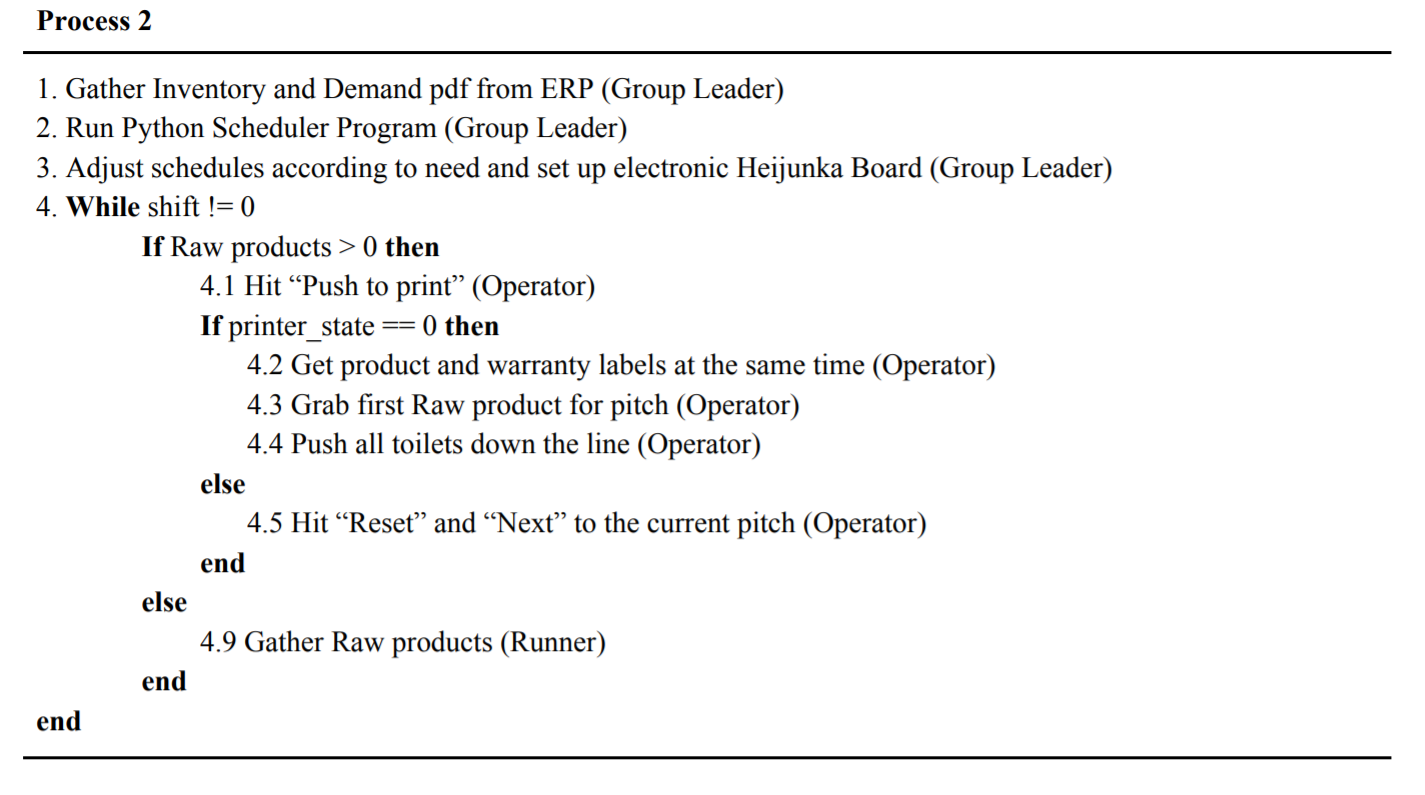 Process 2
1. Gather Inventory and Demand pdf from ERP (Group Leader)
2. Run Python Scheduler Program (Group Leader)
3. Adjust schedules according to need and set up electronic Heijunka Board (Group Leader)
4. While shift != 0
If Raw products > 0 then
4.1 Hit “Push to print” (Operator)
If printer_state == 0 then
4.2 Get product and warranty labels at the same time (Operator)
4.3 Grab first Raw product for pitch (Operator)
4.4 Push all toilets down the line (Operator)
else
4.5 Hit “Reset” and “Next” to the current pitch (Operator)
end
else
4.9 Gather Raw products (Runner)
end
end